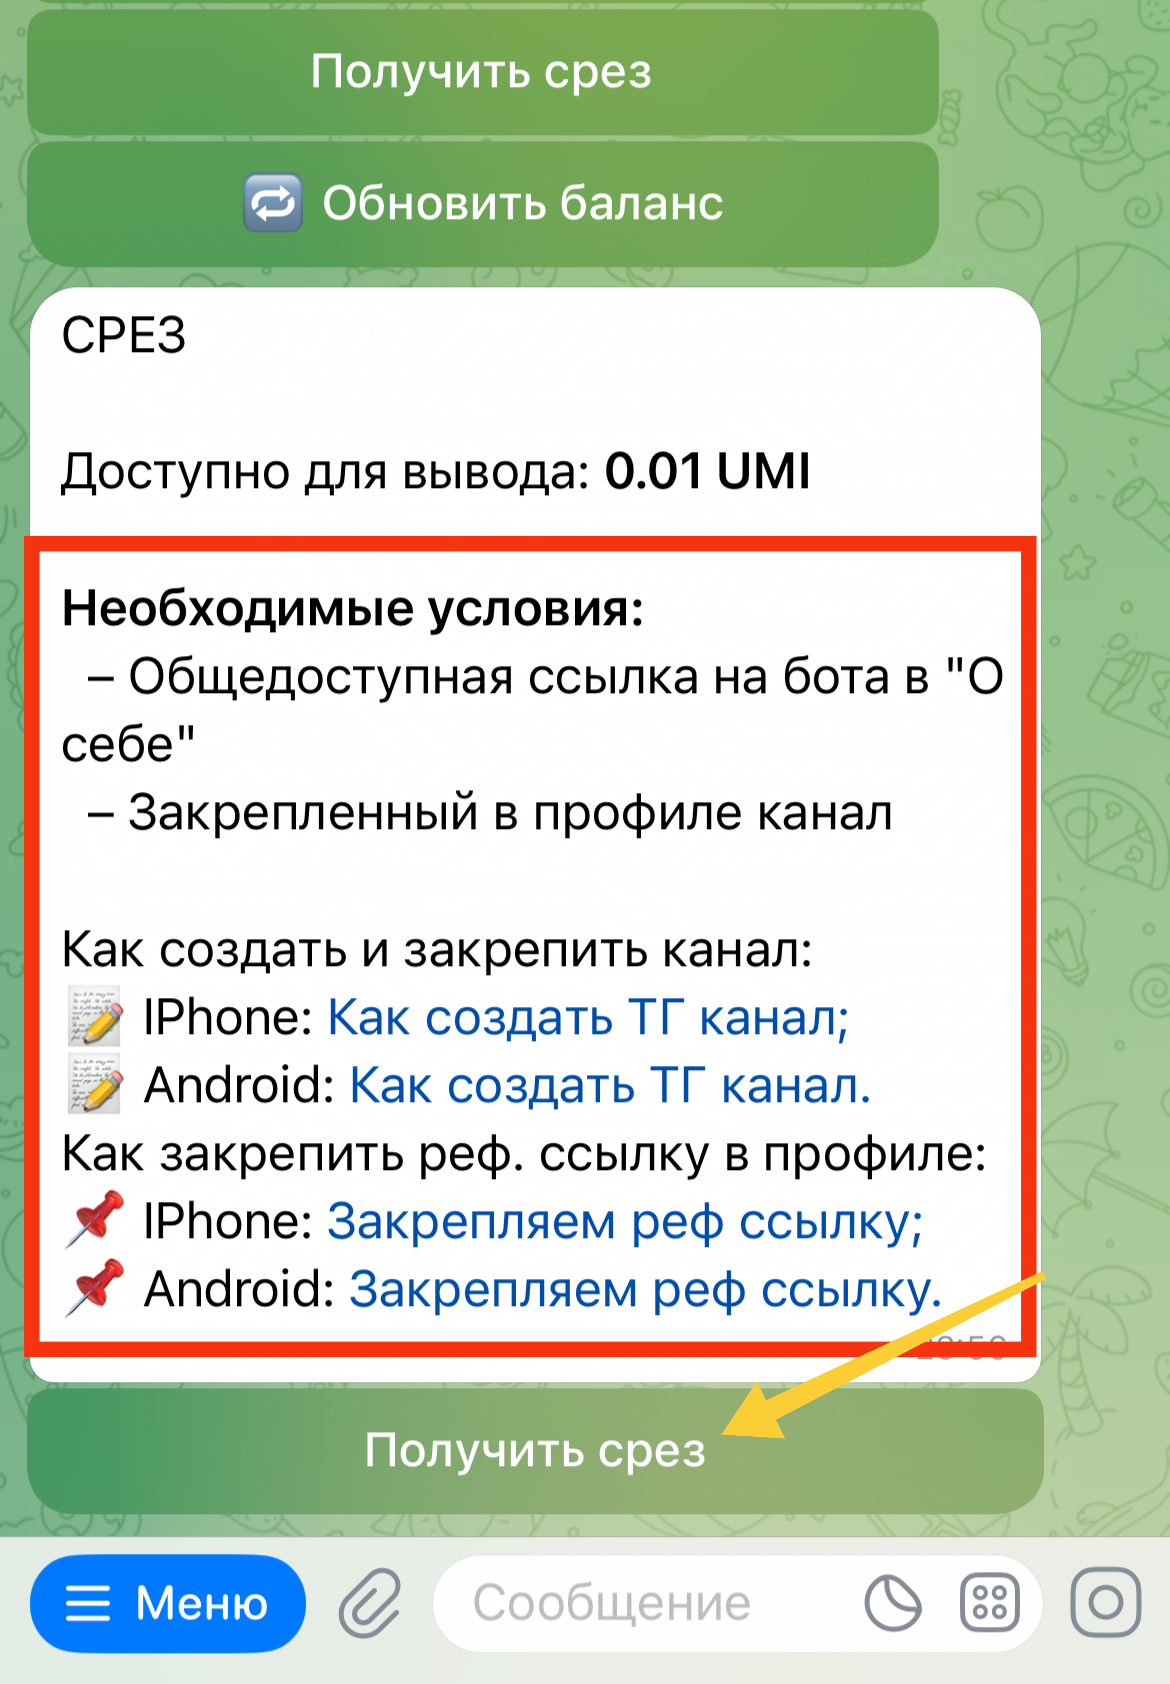 Получить срез
Обновить баланс
СРЕЗ
Доступно для вывода: 0.01 UMI
Необходимые условия:
– Общедоступная ссылка на бота в "О
себе"
– Закрепленный в профиле канал
Как создать и закрепить канал:
IPhone: Как создать ТГ канал;
Android: Как создать ТГ канал.
Как закрепить реф. ссылку в профиле:
IPhone: Закрепляем реф ссылку;
Android: Закрепляем реф ссылку.
Получить срез
Меню
Сообщение